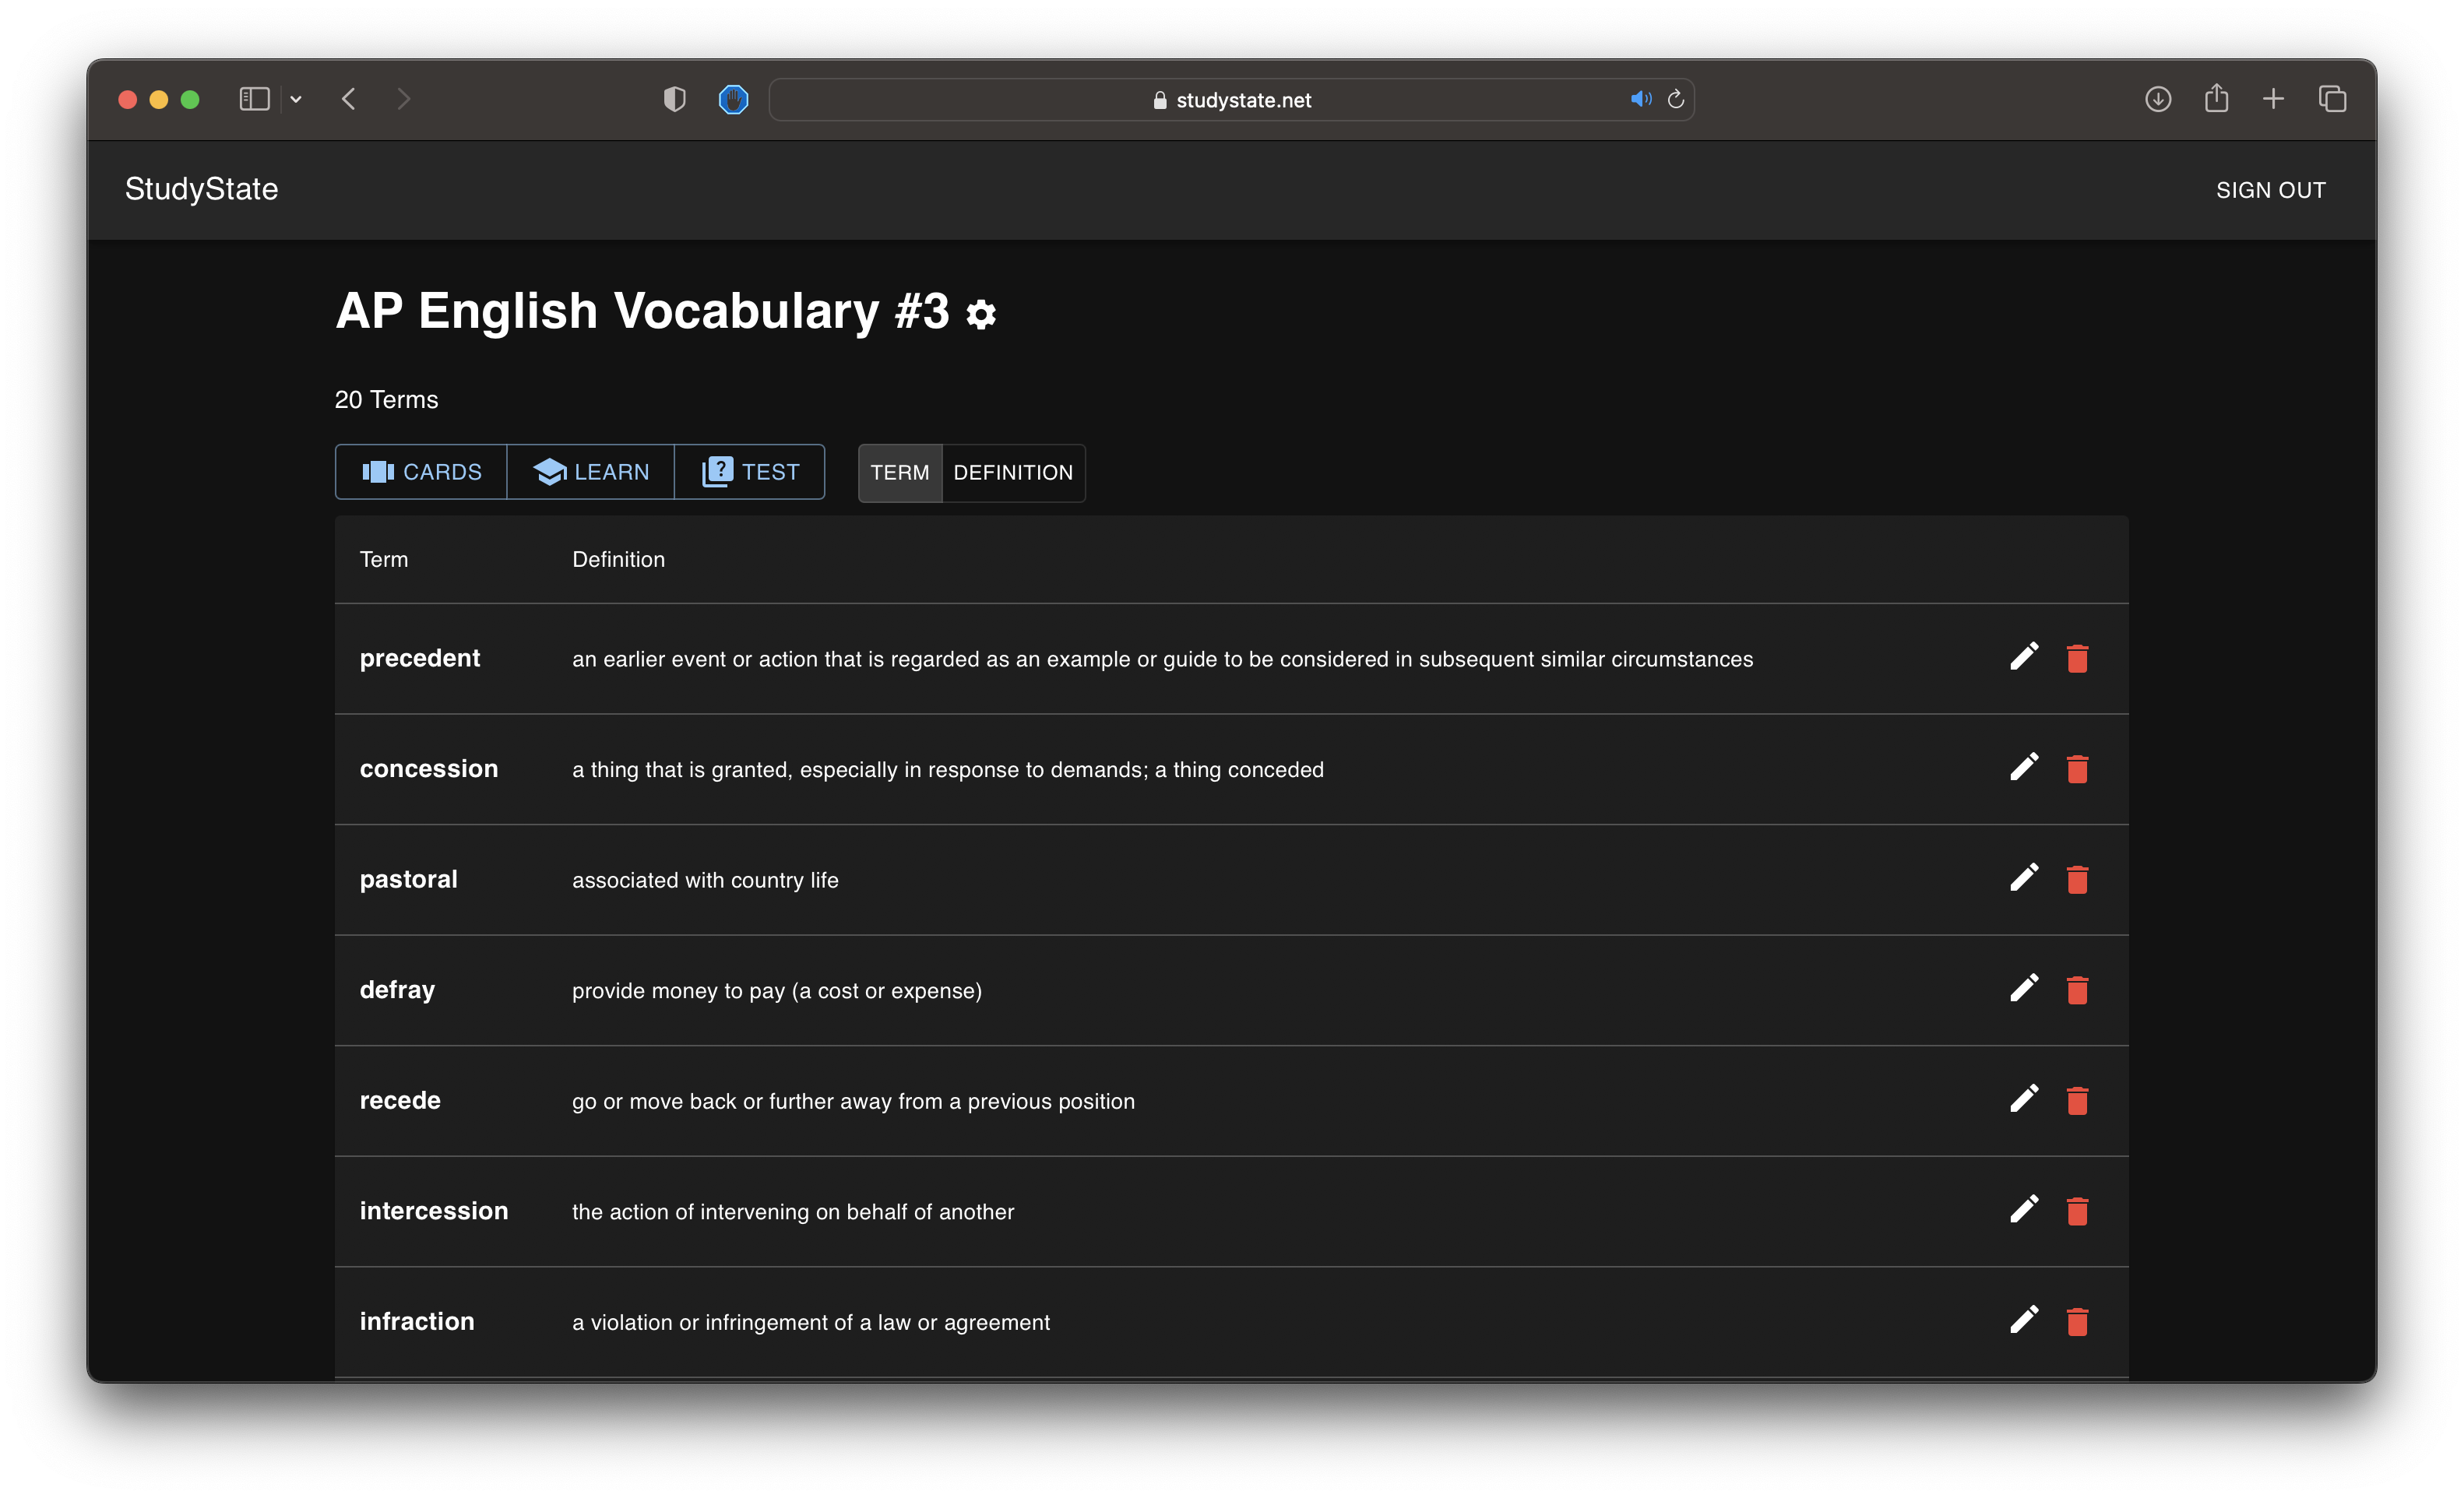 studystate.net
StudyState
SIGN OUT
AP English Vocabulary #3
20 Terms
CARDS LEARN TEST TERM DEFINITION
Term Definition
precedent an earlier event or action that is regarded as an example or guide to be considered in subsequent similar circumstances
concession a thing that is granted, especially in response to demands; a thing conceded
pastoral associated with country life
defray provide money to pay (a cost or expense)
recede go or move back or further away from a previous position
intercession the action of intervening on behalf of another
infraction a violation or infringement of a law or agreement